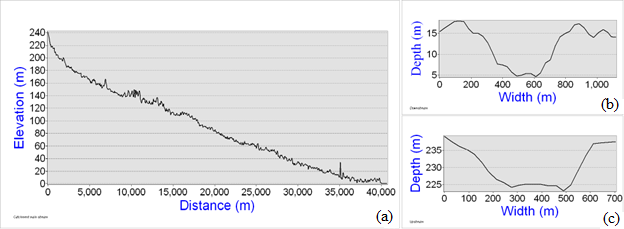 240
220
200
180
160
140
120
100
80
60
40
20
0
Elevation (m)
0 5,000 10,000 15,000 20,000 25,000 30,000 35,000 40,000
Distance (m)
(a)
15
10
5
Depth (m)
0 200 400 600 800 1,000
Width (m)
Downstream
(b)
235
230
225
Depth (m)
0 100 200 300 400 500 600 700
Width (m)
Upstream
(c)